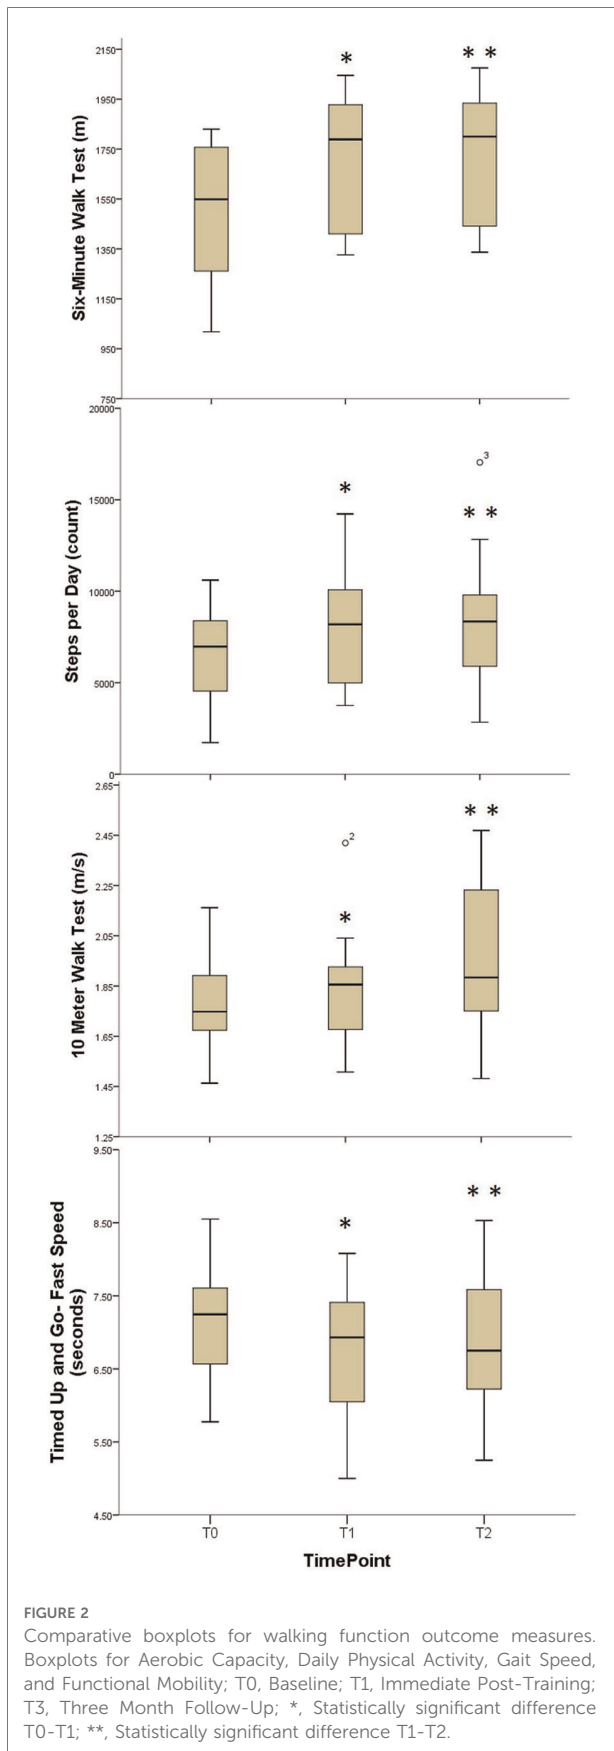 2150
*
* *
1950
1750
1550
1350
1150
950
750
Six-Minute Walk Test (m)
20000
3
*
* *
15000
10000
5000
0
Steps per Day (count)
2.65
* *
2.45
2
2.25
*
2.05
1.85
1.65
1.45
1.25
10 Meter Walk Test (m/s)
9.50
* *
*
8.50
7.50
6.50
5.50
4.50
Timed Up and Go- Fast Speed
(seconds)
T0 T1 T2
TimePoint
FIGURE 2
Comparative boxplots for walking function outcome measures.
Boxplots for Aerobic Capacity, Daily Physical Activity, Gait Speed,
and Functional Mobility; T0, Baseline; T1, Immediate Post-Training;
T3, Three Month Follow-Up; *, Statistically significant difference
T0-T1; **, Statistically significant difference T1-T2.